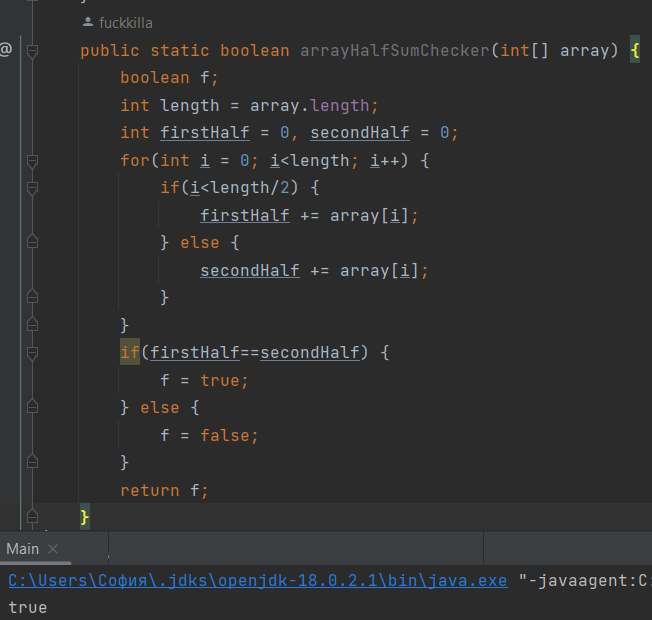 fuckkilla
@
public static boolean arrayHalfSumChecker(int[] array) {
boolean f;
int length = array.length;
int firstHalf = 0, secondHalf = 0;
for(int i = 0; i<length; i++) {
if(i<length/2) {
firstHalf += array[i];
} else {
secondHalf += array[i];
}
}
if(firstHalf==secondHalf) {
f = true;
} else {
f = false;
}
return f;
}
Main
C:\Users\София\.jdks\openjdk-18.0.2.1\bin\java.exe "-javaagent:C:
true